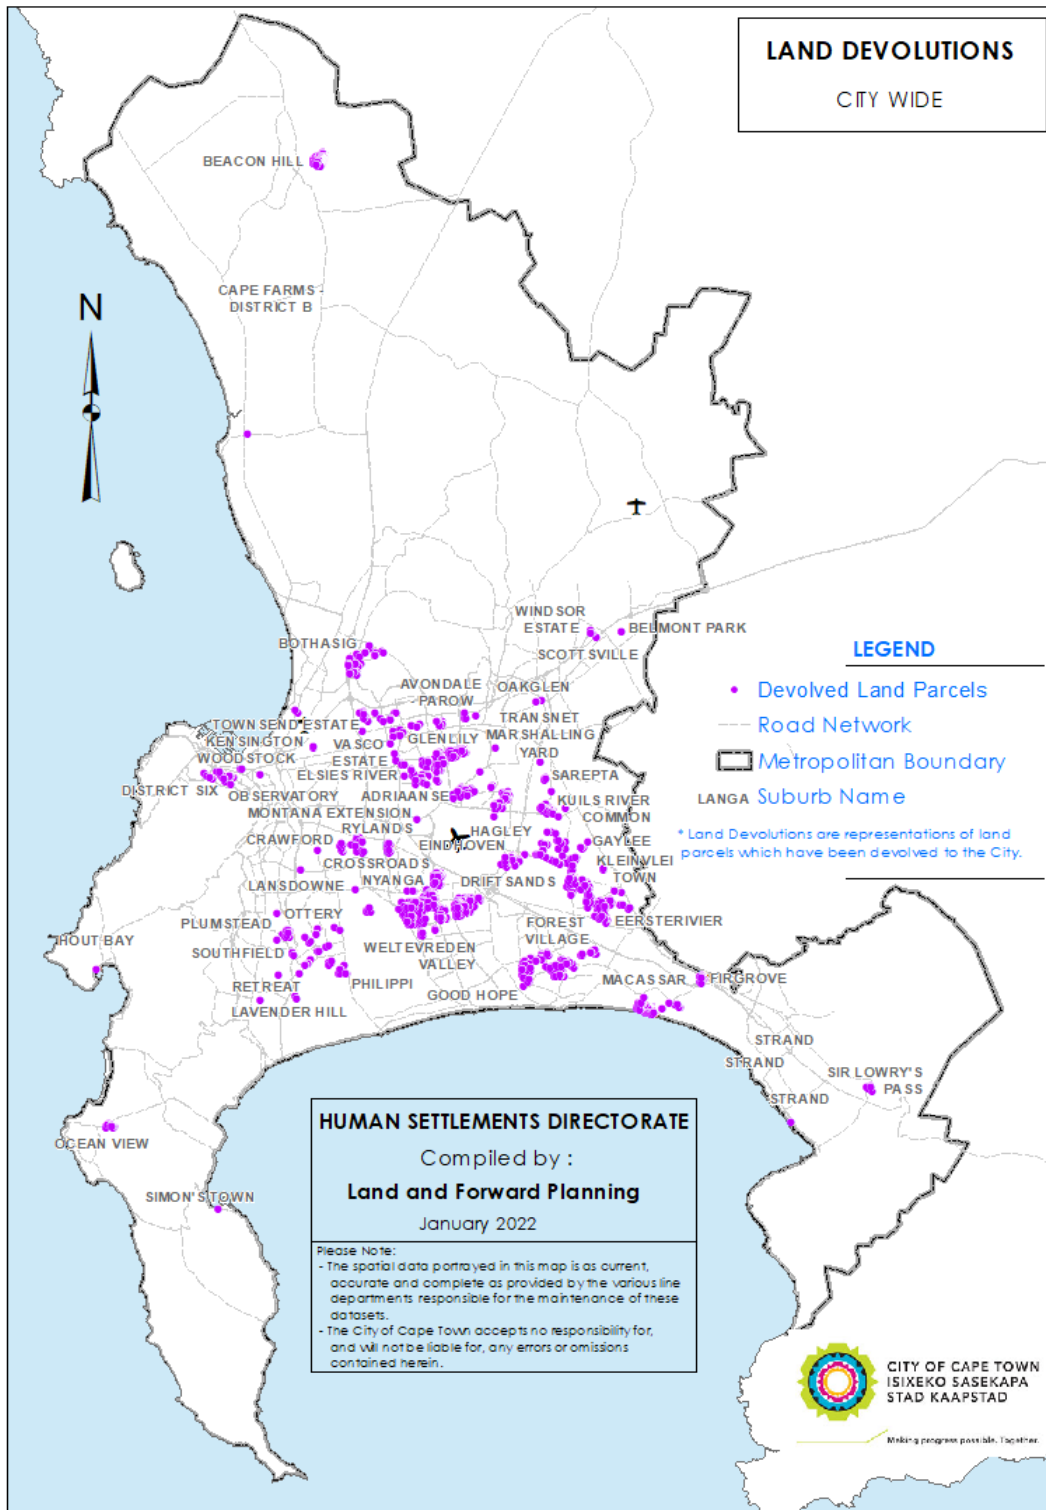 LAND DEVOLUTIONS
CITY WIDE
BEACON HILL
CAPE FARMS -
DISTRICT B
N
WINDSOR
ESTATE
BELMONT PARK
SCOTTSVILLE
BOTHASIG
LEGEND
Devolved Land Parcels
Road Network
Metropolitan Boundary
LANGA Suburb Name
* Land Devolutions are representations of land
parcels which have been devolved to the City.
AVONDALE
- PAROW
OAKGLEN
TOWNSEND ESTATE
TRANSNET
MARSHALLING
YARD
KENSINGTON
VASCO
ESTATE
GLENLILY
WOODSTOCK
ELSIES RIVER
SAREPTA
DISTRICT SIX
OBSERVATORY
ADRIAANSE
KUILS RIVER
COMMON
MONTANA EXTENSION
RYLANDS
HAGLEY
CRAWFORD
EINDHOVEN
GAYLEE
CROSSROADS
KLEINVLEI
TOWN
NYANGA
LANSDOWNE
DRIFTSANDS
OTTERY
PLUMSTEAD
FOREST
VILLAGE
EERSTERIVIER
HOUT BAY
SOUTHFIELD
WELTEVREDEN
VALLEY
RETREAT
PHILIPPI
MACASSAR
FIRGROVE
GOOD HOPE
LAVENDER HILL
STRAND
STRAND
SIR LOWRY'S
PASS
STRAND
OCEAN VIEW
SIMON'S TOWN
HUMAN SETTLEMENTS DIRECTORATE
Compiled by :
Land and Forward Planning
January 2022
Please Note:
- The spatial data portrayed in this map is as current,
accurate and complete as provided by the various line
departments responsible for the maintenance of these
datasets.
- The City of Cape Town accepts no responsibility for,
and will not be liable for, any errors or omissions
contained herein.
CITY OF CAPE TOWN
ISIXEKO SASEKAPA
STAD KAAPSTAD
Making progress possible. Together.